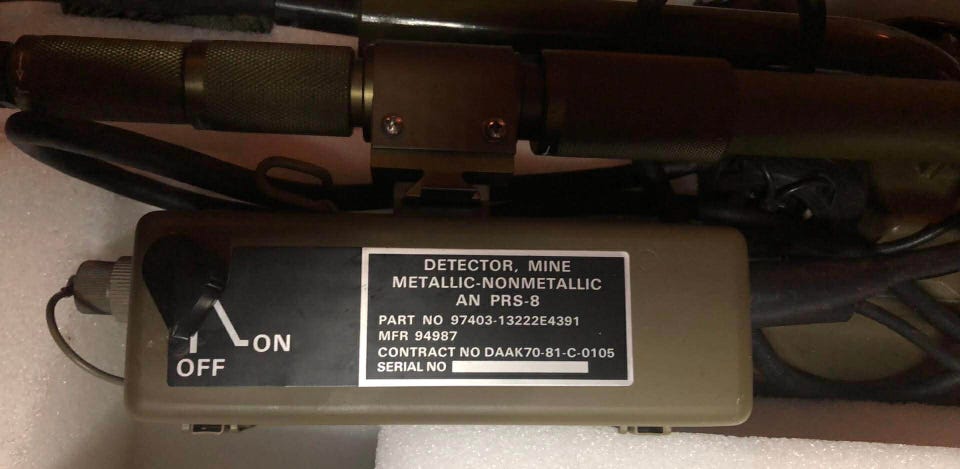 DETECTOR, MINE
METALLIC-NONMETALLIC
AN PRS-8
PART NO 97403-13222E4391
MFR 94987
CONTRACT NO DAAK70-81-C-0105
SERIAL NO
ON
OFF